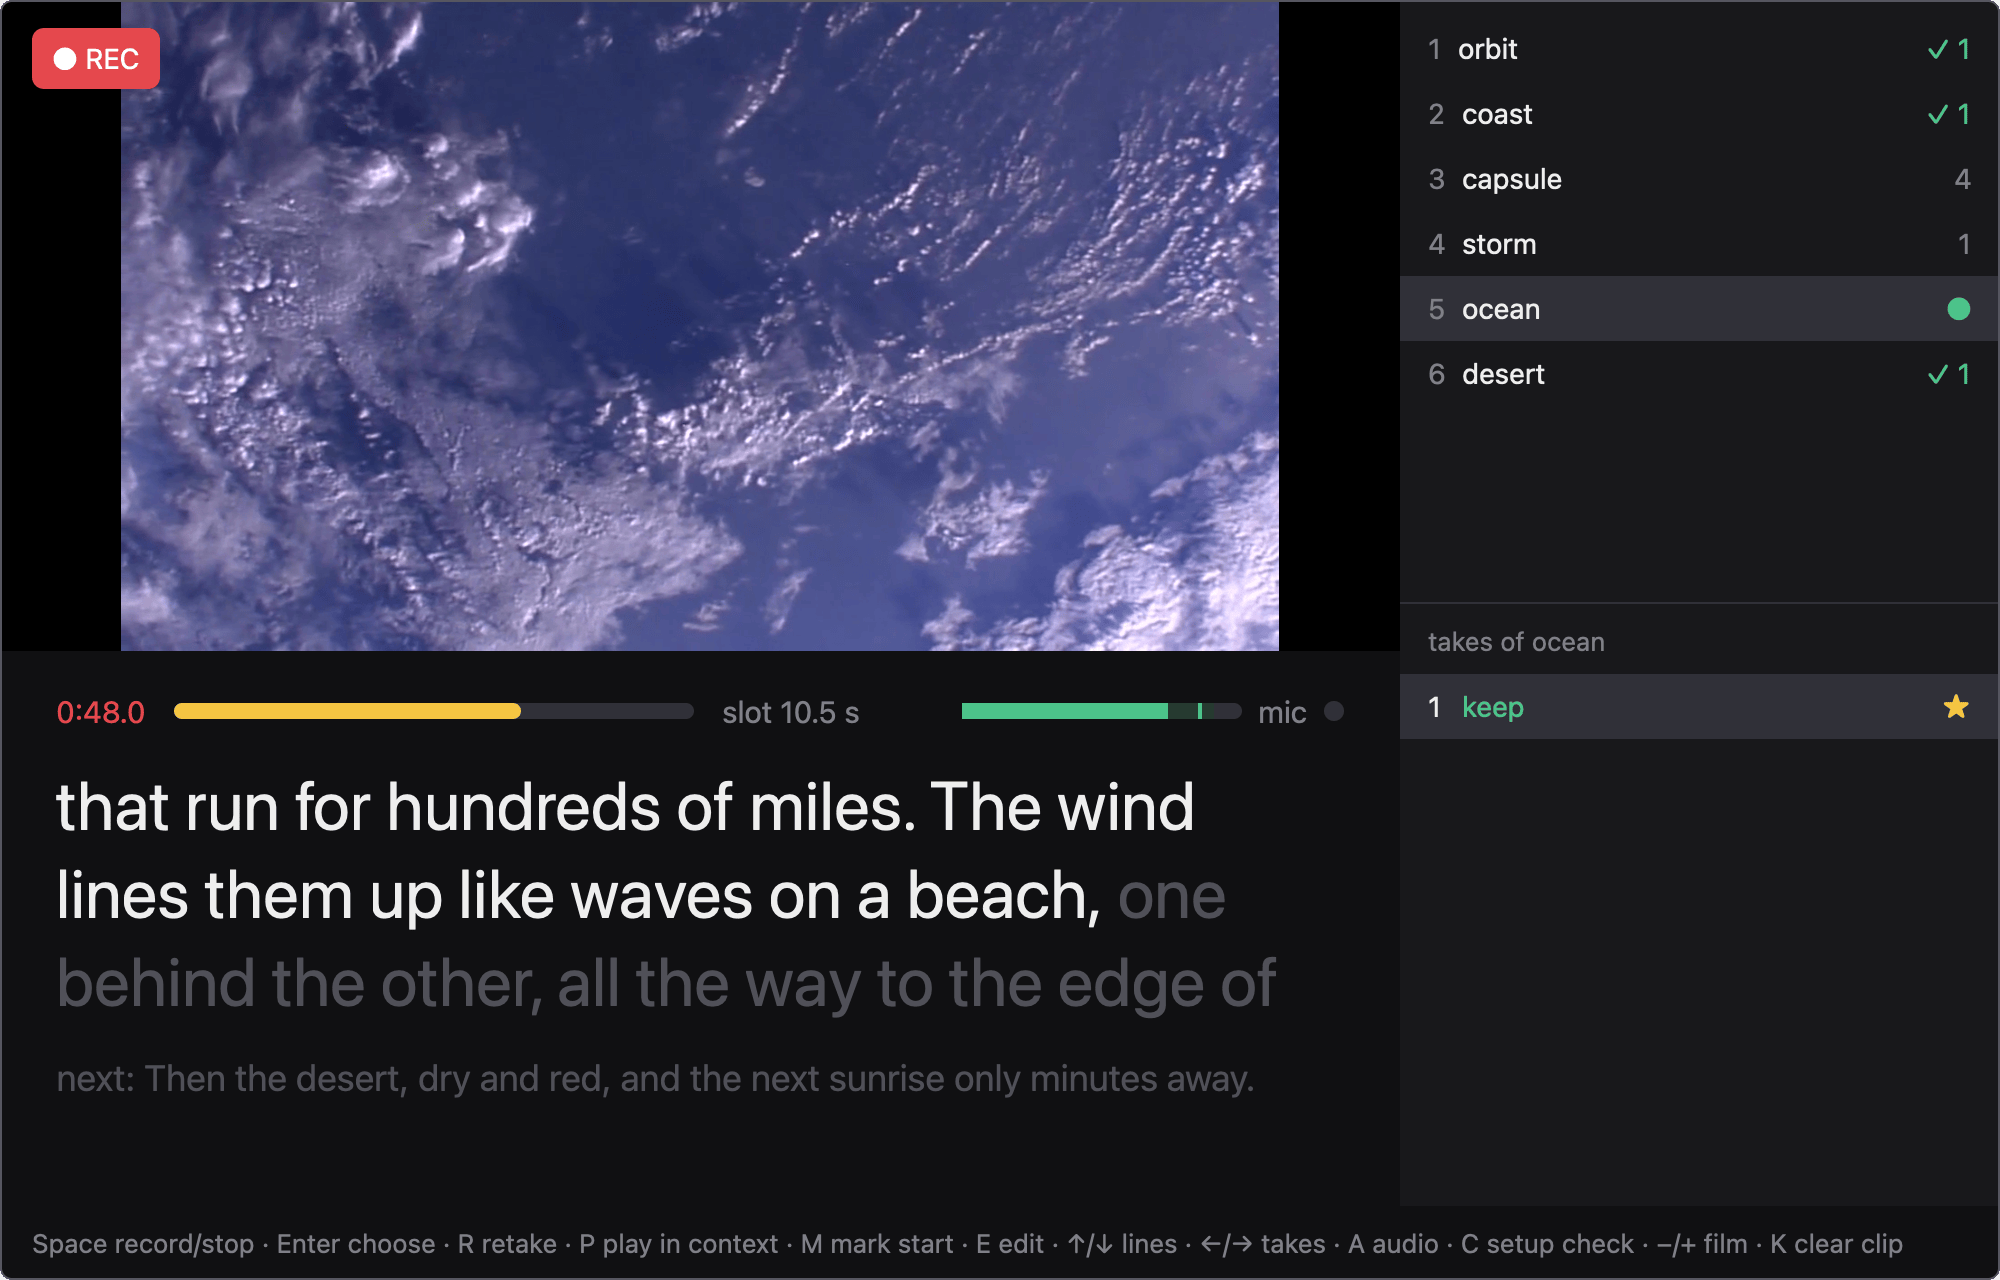 REC
1 orbit ✓ 1
2 coast ✓ 1
3 capsule 4
4 storm 1
5 ocean
6 desert ✓ 1
takes of ocean
1 keep ★
0:48.0 slot 10.5 s mic
that run for hundreds of miles. The wind
lines them up like waves on a beach, one
behind the other, all the way to the edge of
next: Then the desert, dry and red, and the next sunrise only minutes away.
Space record/stop · Enter choose · R retake · P play in context · M mark start · E edit · ↑/↓ lines · ←/→ takes · A audio · C setup check · −/+ film · K clear clip